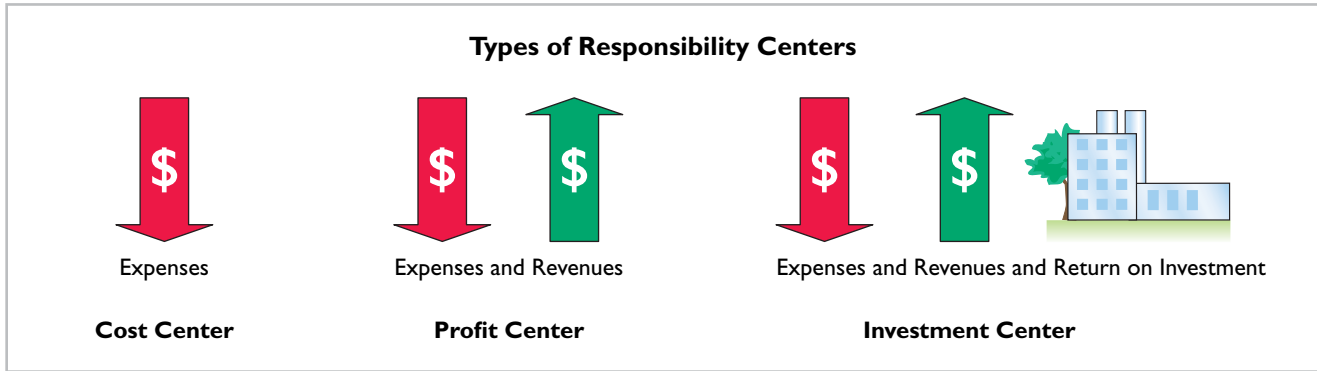 Types of Responsibility Centers
$ $ $ $ $
Expenses Expenses and Revenues Expenses and Revenues and Return on Investment
Cost Center Profit Center Investment Center